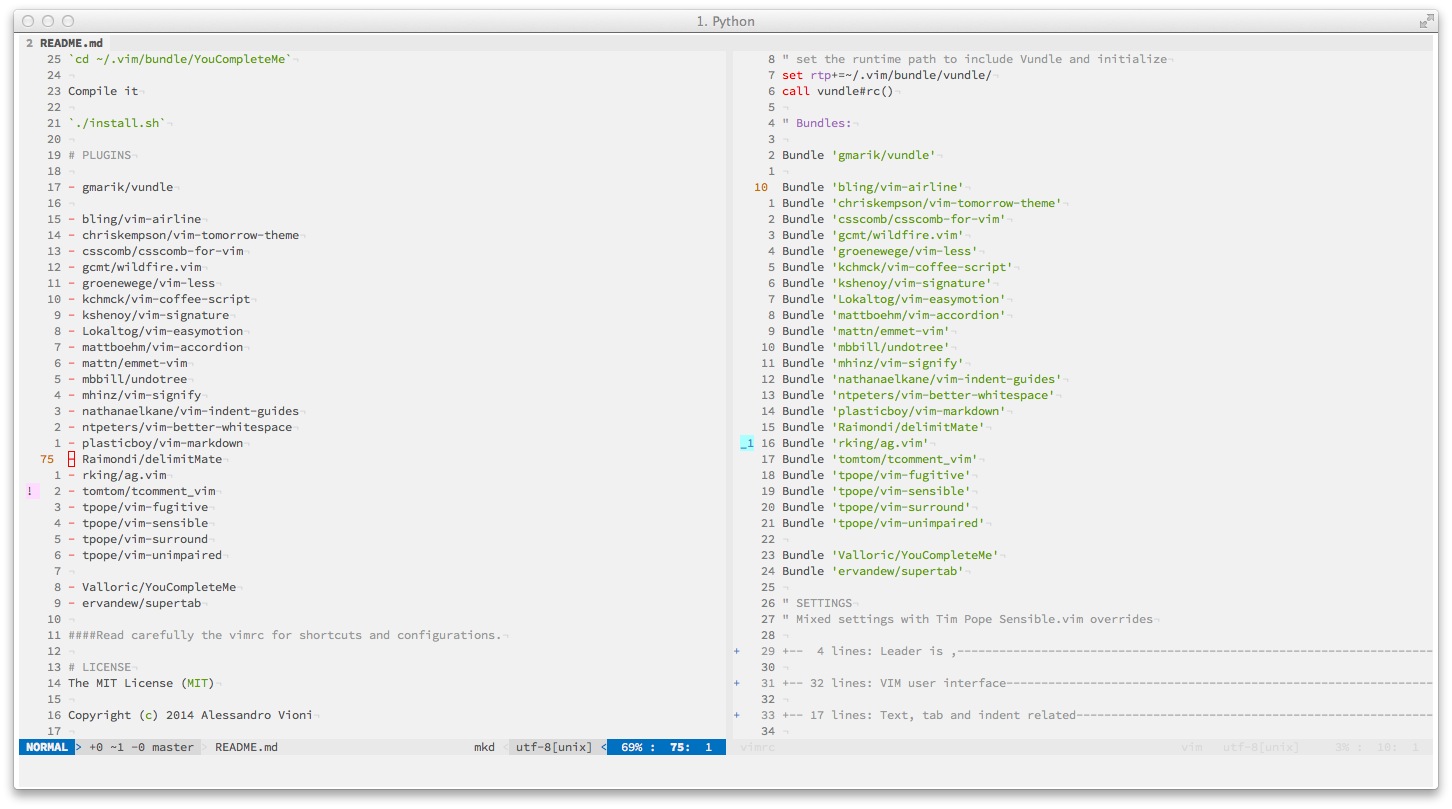 1. Python
2 README.md
25 `cd ~/.vim/bundle/YouCompleteMe`¬
24 ¬
23 Compile it¬
22 ¬
21 `./install.sh`¬
20 ¬
19 # PLUGINS¬
18 ¬
17 - gmarik/vundle¬
16 ¬
15 - bling/vim-airline¬
14 - chriskempson/vim-tomorrow-theme¬
13 - csscomb/csscomb-for-vim¬
12 - gcmt/wildfire.vim¬
11 - groenewege/vim-less¬
10 - kchmck/vim-coffee-script¬
9 - kshenoy/vim-signature¬
8 - Lokaltog/vim-easymotion¬
7 - mattboehm/vim-accordion¬
6 - mattn/emmet-vim¬
5 - mbbill/undotree¬
4 - mhinz/vim-signify¬
3 - nathanaelkane/vim-indent-guides¬
2 - ntpeters/vim-better-whitespace¬
1 - plasticboy/vim-markdown¬
75 - Raimondi/delimitMate¬
1 - rking/ag.vim¬
! 2 - tomtom/tcomment_vim¬
3 - tpope/vim-fugitive¬
4 - tpope/vim-sensible¬
5 - tpope/vim-surround¬
6 - tpope/vim-unimpaired¬
7 ¬
8 - Valloric/YouCompleteMe¬
9 - ervandew/supertab¬
10 ¬
11 ####Read carefully the vimrc for shortcuts and configurations.¬
12 ¬
13 # LICENSE¬
14 The MIT License (MIT)¬
15 ¬
16 Copyright (c) 2014 Alessandro Vioni¬
17 ¬
NORMAL > +0 ~1 -0 master > README.md mkd < utf-8[unix] < 69% : 75: 1
8 " set the runtime path to include Vundle and initialize¬
7 set rtp+=~/.vim/bundle/vundle/¬
6 call vundle#rc()¬
5 ¬
4 " Bundles:¬
3 ¬
2 Bundle 'gmarik/vundle'¬
1 ¬
10 Bundle 'bling/vim-airline'¬
1 Bundle 'chriskempson/vim-tomorrow-theme'¬
2 Bundle 'csscomb/csscomb-for-vim'¬
3 Bundle 'gcmt/wildfire.vim'¬
4 Bundle 'groenewege/vim-less'¬
5 Bundle 'kchmck/vim-coffee-script'¬
6 Bundle 'kshenoy/vim-signature'¬
7 Bundle 'Lokaltog/vim-easymotion'¬
8 Bundle 'mattboehm/vim-accordion'¬
9 Bundle 'mattn/emmet-vim'¬
10 Bundle 'mbbill/undotree'¬
11 Bundle 'mhinz/vim-signify'¬
12 Bundle 'nathanaelkane/vim-indent-guides'¬
13 Bundle 'ntpeters/vim-better-whitespace'¬
14 Bundle 'plasticboy/vim-markdown'¬
15 Bundle 'Raimondi/delimitMate'¬
_1 16 Bundle 'rking/ag.vim'¬
17 Bundle 'tomtom/tcomment_vim'¬
18 Bundle 'tpope/vim-fugitive'¬
19 Bundle 'tpope/vim-sensible'¬
20 Bundle 'tpope/vim-surround'¬
21 Bundle 'tpope/vim-unimpaired'¬
22 ¬
23 Bundle 'Valloric/YouCompleteMe'¬
24 Bundle 'ervandew/supertab'¬
25 ¬
26 " SETTINGS¬
27 " Mixed settings with Tim Pope Sensible.vim overrides¬
28 ¬
+ 29 +-- 4 lines: Leader is ,--------------------------------------------------------------------
30 ¬
+ 31 +-- 32 lines: VIM user interface-------------------------------------------------------------
32 ¬
+ 33 +-- 17 lines: Text, tab and indent related---------------------------------------------------
34 ¬
vimrc vim utf-8[unix] 3% : 10: 1